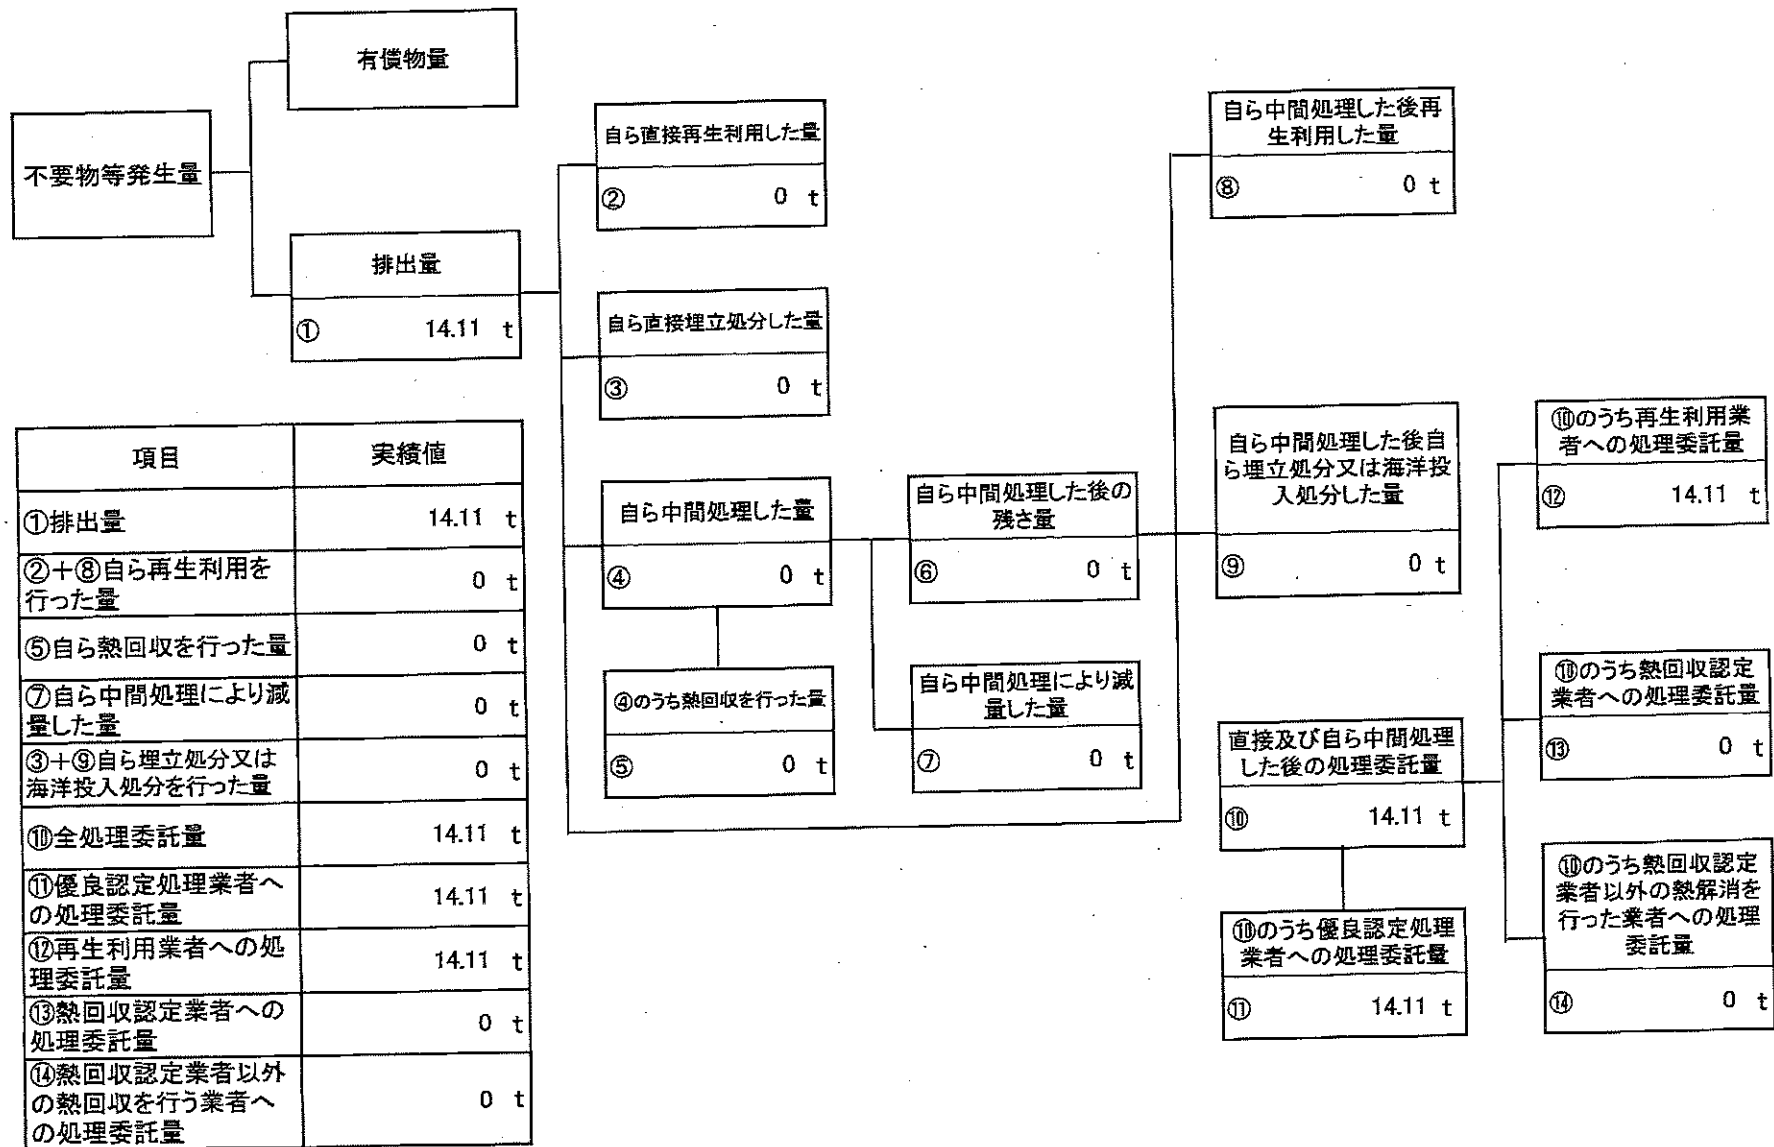 有償物量
不要物等発生量
排出量
① 14.11 t
自ら直接再生利用した量
② 0 t
自ら直接埋立処分した量
③ 0 t
自ら中間処理した量
④ 0 t
④のうち熱回収を行った量
⑤ 0 t
自ら中間処理した後の
残さ量
⑥ 0 t
自ら中間処理により減
量した量
⑦ 0 t
自ら中間処理した後再
生利用した量
⑧ 0 t
自ら中間処理した後自
ら埋立処分又は海洋投
入処分した量
⑨ 0 t
直接及び自ら中間処理
した後の処理委託量
⑩ 14.11 t
⑩のうち優良認定処理
業者への処理委託量
⑪ 14.11 t
⑩のうち再生利用業
者への処理委託量
⑫ 14.11 t
⑩のうち熱回収認定
業者への処理委託量
⑬ 0 t
⑩のうち熱回収認定
業者以外の熱解消を
行った業者への処理
委託量
⑭ 0 t
項目 実績値
①排出量 14.11 t
②+⑧自ら再生利用を
行った量 0 t
⑤自ら熱回収を行った量 0 t
⑦自ら中間処理により減
量した量 0 t
③+⑨自ら埋立処分又は
海洋投入処分を行った量 0 t
⑩全処理委託量 14.11 t
⑪優良認定処理業者へ
の処理委託量 14.11 t
⑫再生利用業者への処
理委託量 14.11 t
⑬熱回収認定業者への
処理委託量 0 t
⑭熱回収認定業者以外
の熱回収を行う業者へ
の処理委託量 0 t